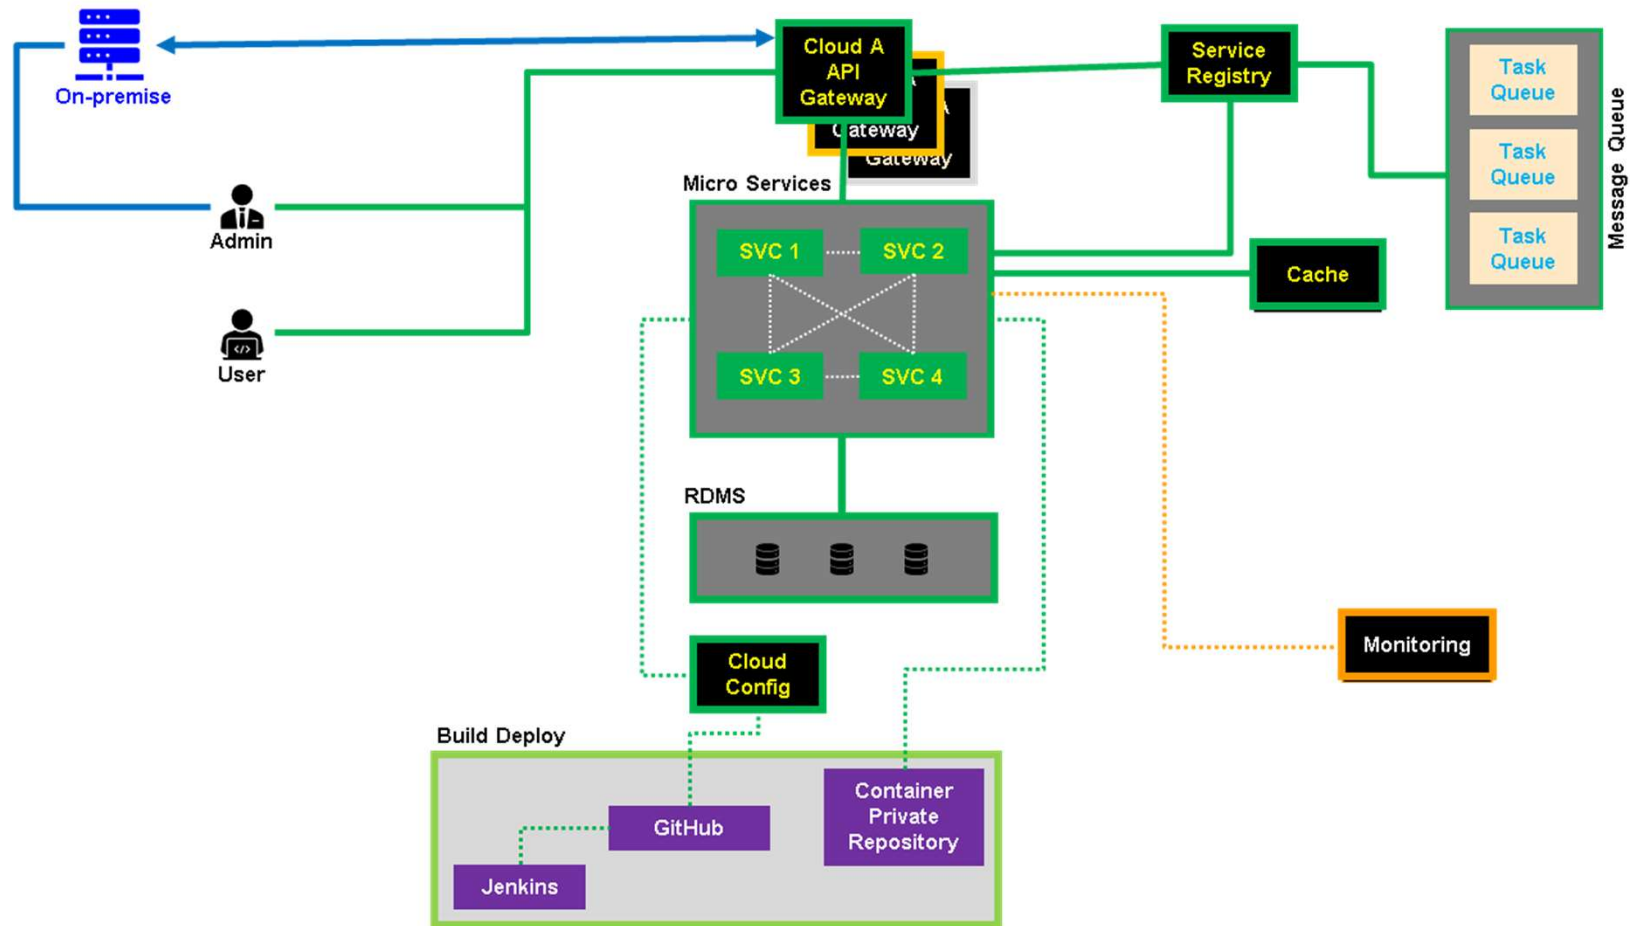 On-premise
Admin
User
Cloud A
API
Gateway
A
Gateway
A
Gateway
Service
Registry
Task
Queue
Task
Queue
Task
Queue
Message Queue
Micro Services
SVC 1
SVC 2
SVC 3
SVC 4
Cache
RDMS
Cloud
Config
Monitoring
Build Deploy
GitHub
Jenkins
Container
Private
Repository